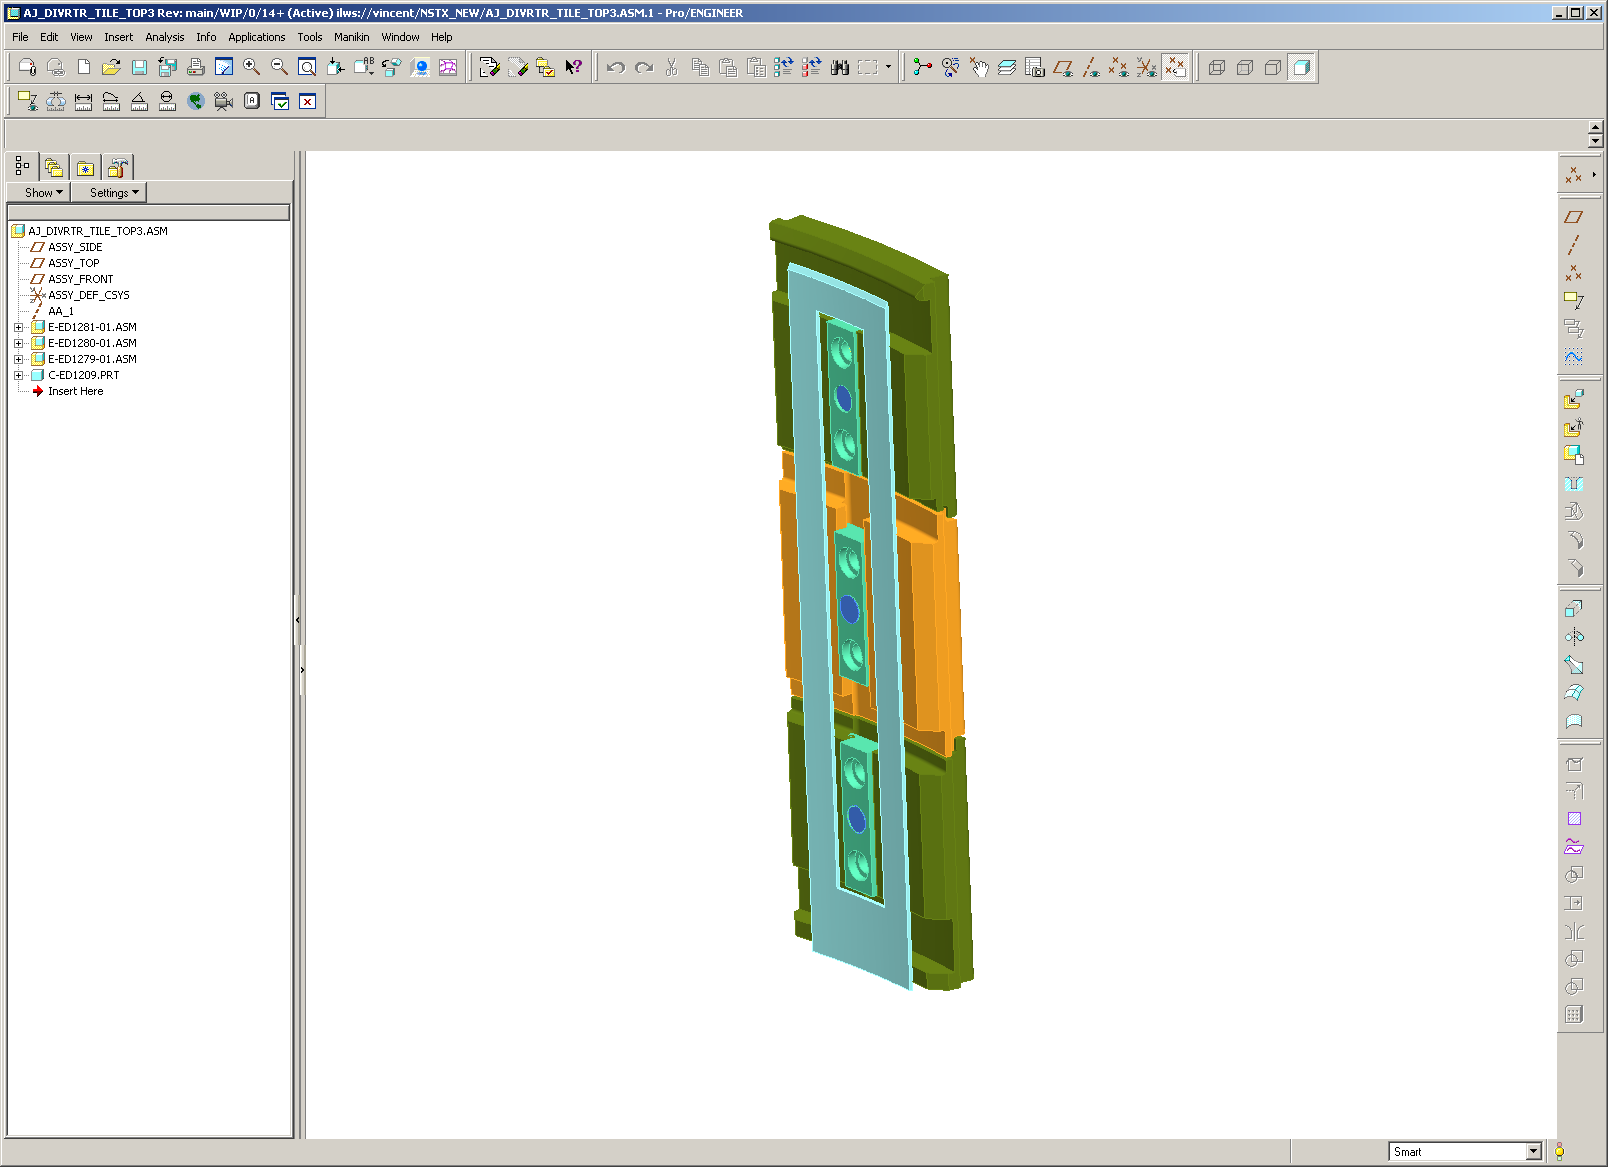 AJ_DIVRTR_TILE_TOP3 Rev: main/WIP/0/14+ (Active) ilws://vincent/NSTX_NEW/AJ_DIVRTR_TILE_TOP3.ASM.1 - Pro/ENGINEER
File Edit View Insert Analysis Info Applications Tools Manikin Window Help
Show Settings
AJ_DIVRTR_TILE_TOP3.ASM
ASSY_SIDE
ASSY_TOP
ASSY_FRONT
ASSY_DEF_CSYS
AA_1
E-ED1281-01.ASM
E-ED1280-01.ASM
E-ED1279-01.ASM
C-ED1209.PRT
Insert Here
Smart